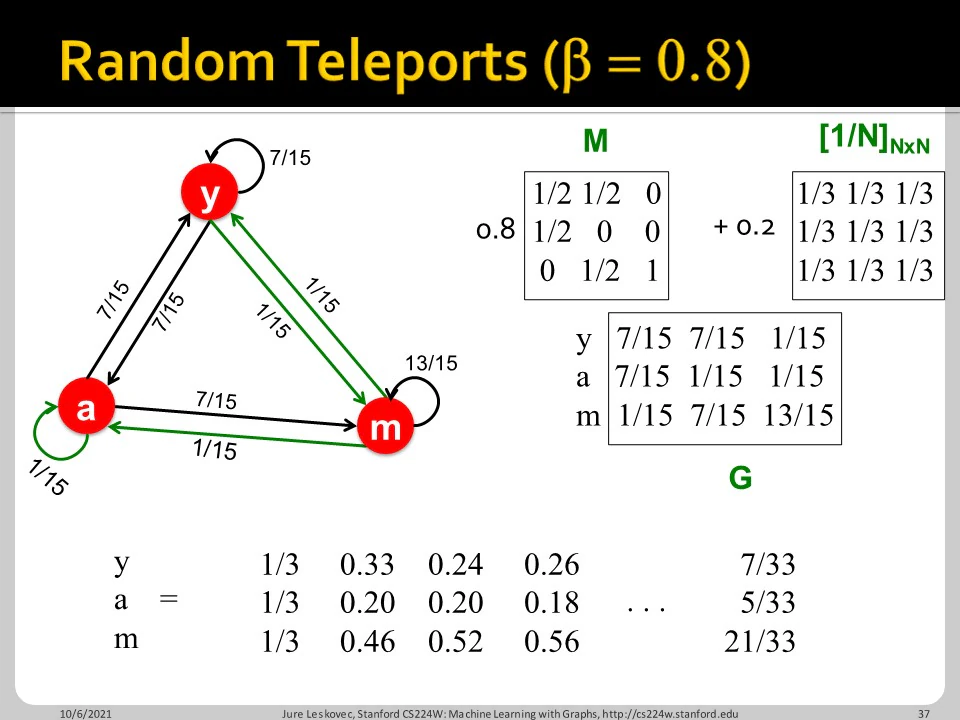 Random Teleports (β = 0.8)
7/15
y
7/15
7/15
1/15
1/15
13/15
a
7/15
m
1/15
1/15
M
[1/N]NxN
0.8
1/2 1/2 0
1/2 0 0
0 1/2 1
+ 0.2
1/3 1/3 1/3
1/3 1/3 1/3
1/3 1/3 1/3
y 7/15 7/15 1/15
a 7/15 1/15 1/15
m 1/15 7/15 13/15
G
y 1/3 0.33 0.24 0.26 7/33
a = 1/3 0.20 0.20 0.18 . . . 5/33
m 1/3 0.46 0.52 0.56 21/33
10/6/2021 Jure Leskovec, Stanford CS224W: Machine Learning with Graphs, http://cs224w.stanford.edu 37